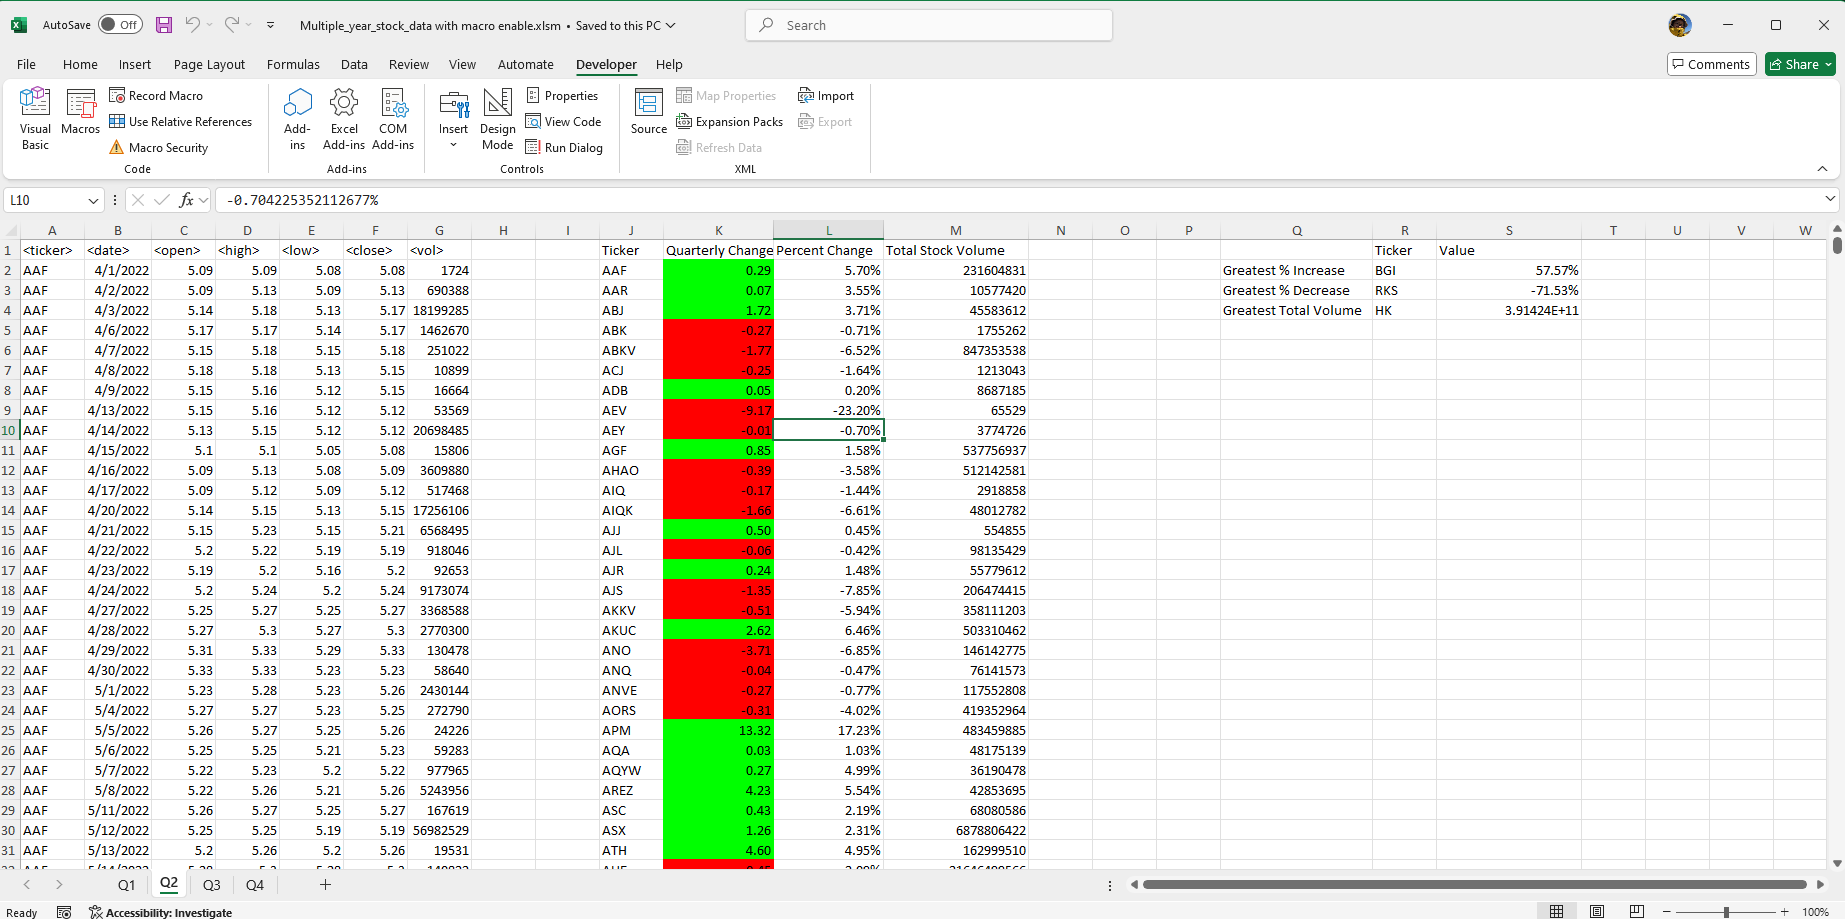 AutoSave Off Multiple_year_stock_data with macro enable.xlsm • Saved to this PC Search
File Home Insert Page Layout Formulas Data Review View Automate Developer Help Comments Share
Visual Basic Macros Record Macro Use Relative References Macro Security Code
Add-ins Excel Add-ins COM Add-ins Add-ins
Insert Design Mode Properties View Code Run Dialog Controls
Source Map Properties Expansion Packs Refresh Data Import Export XML
L10 fx -0.704225352112677%
A B C D E F G H I J K L M N O P Q R S T U V W
1 <ticker> <date> <open> <high> <low> <close> <vol> Ticker Quarterly Change Percent Change Total Stock Volume Ticker Value
2 AAF 4/1/2022 5.09 5.09 5.08 5.08 1724 AAF 0.29 5.70% 231604831 Greatest % Increase BGI 57.57%
3 AAF 4/2/2022 5.09 5.13 5.09 5.13 690388 AAR 0.07 3.55% 10577420 Greatest % Decrease RKS -71.53%
4 AAF 4/3/2022 5.14 5.18 5.13 5.17 18199285 ABJ 1.72 3.71% 45583612 Greatest Total Volume HK 3.91424E+11
5 AAF 4/6/2022 5.17 5.17 5.14 5.17 1462670 ABK -0.27 -0.71% 1755262
6 AAF 4/7/2022 5.15 5.18 5.15 5.18 251022 ABKV -1.77 -6.52% 847353538
7 AAF 4/8/2022 5.18 5.18 5.13 5.15 10899 ACJ -0.25 -1.64% 1213043
8 AAF 4/9/2022 5.15 5.16 5.12 5.15 16664 ADB 0.05 0.20% 8687185
9 AAF 4/13/2022 5.15 5.16 5.12 5.12 53569 AEV -9.17 -23.20% 65529
10 AAF 4/14/2022 5.13 5.15 5.12 5.12 20698485 AEY -0.01 -0.70% 3774726
11 AAF 4/15/2022 5.1 5.1 5.05 5.08 15806 AGF 0.85 1.58% 537756937
12 AAF 4/16/2022 5.09 5.13 5.08 5.09 3609880 AHAO -0.39 -3.58% 512142581
13 AAF 4/17/2022 5.09 5.12 5.09 5.12 517468 AIQ -0.17 -1.44% 2918858
14 AAF 4/20/2022 5.14 5.15 5.13 5.15 17256106 AIQK -1.66 -6.61% 48012782
15 AAF 4/21/2022 5.15 5.23 5.15 5.21 6568495 AJJ 0.50 0.45% 554855
16 AAF 4/22/2022 5.2 5.22 5.19 5.19 918046 AJL -0.06 -0.42% 98135429
17 AAF 4/23/2022 5.19 5.2 5.16 5.2 92653 AJR 0.24 1.48% 55779612
18 AAF 4/24/2022 5.2 5.24 5.2 5.24 9173074 AJS -1.35 -7.85% 206474415
19 AAF 4/27/2022 5.25 5.27 5.25 5.27 3368588 AKKV -0.51 -5.94% 358111203
20 AAF 4/28/2022 5.27 5.3 5.27 5.3 2770300 AKUC 2.62 6.46% 503310462
21 AAF 4/29/2022 5.31 5.33 5.29 5.33 130478 ANO -3.71 -6.85% 146142775
22 AAF 4/30/2022 5.33 5.33 5.23 5.23 58640 ANQ -0.04 -0.47% 76141573
23 AAF 5/1/2022 5.23 5.28 5.23 5.26 2430144 ANVE -0.27 -0.77% 117552808
24 AAF 5/4/2022 5.27 5.27 5.23 5.25 272790 AORS -0.31 -4.02% 419352964
25 AAF 5/5/2022 5.26 5.27 5.25 5.26 24226 APM 13.32 17.23% 483459885
26 AAF 5/6/2022 5.25 5.25 5.21 5.23 59283 AQA 0.03 1.03% 48175139
27 AAF 5/7/2022 5.22 5.23 5.2 5.22 977965 AQYW 0.27 4.99% 36190478
28 AAF 5/8/2022 5.22 5.26 5.21 5.26 5243956 AREZ 4.23 5.54% 42853695
29 AAF 5/11/2022 5.26 5.27 5.25 5.27 167619 ASC 0.43 2.19% 68080586
30 AAF 5/12/2022 5.25 5.25 5.19 5.19 56982529 ASX 1.26 2.31% 6878806422
31 AAF 5/13/2022 5.2 5.26 5.2 5.26 19531 ATH 4.60 4.95% 162999510
Q1 Q2 Q3 Q4 +
Ready Accessibility: Investigate 100%